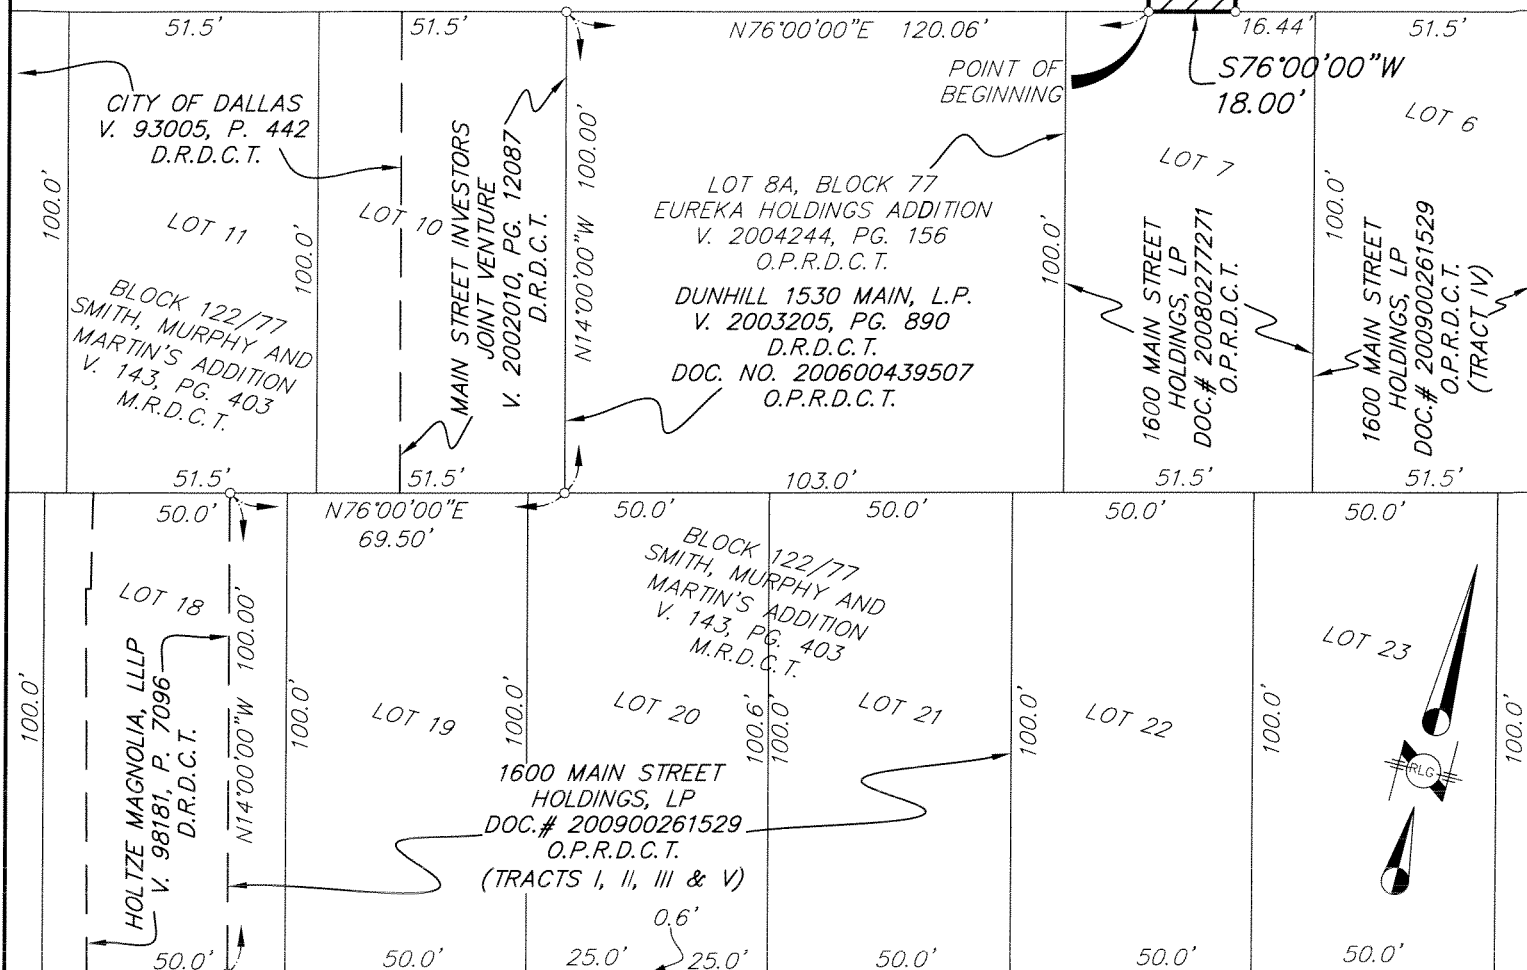 51.5'
51.5'
N76°00'00"E 120.06'
16.44'
51.5'
POINT OF
BEGINNING
S76°00'00"W
18.00'
CITY OF DALLAS
V. 93005, P. 442
D.R.D.C.T.
LOT 6
LOT 7
100.0'
LOT 11
100.0'
LOT 10
MAIN STREET INVESTORS
JOINT VENTURE
V. 2002010, PG. 12087
D.R.D.C.T.
N14°00'00"W 100.00'
LOT 8A, BLOCK 77
EUREKA HOLDINGS ADDITION
V. 2004244, PG. 156
O.P.R.D.C.T.
DUNHILL 1530 MAIN, L.P.
V. 2003205, PG. 890
D.R.D.C.T.
DOC. NO. 200600439507
O.P.R.D.C.T.
100.0'
1600 MAIN STREET
HOLDINGS, LP
DOC.# 20080277271
O.P.R.D.C.T.
100.0'
1600 MAIN STREET
HOLDINGS, LP
DOC.# 200900261529
O.P.R.D.C.T.
(TRACT IV)
BLOCK 122/77
SMITH, MURPHY AND
MARTIN'S ADDITION
V. 143, PG. 403
M.R.D.C.T.
51.5'
51.5'
103.0'
51.5'
51.5'
50.0'
N76°00'00"E
69.50'
50.0'
50.0'
50.0'
50.0'
BLOCK 122/77
SMITH, MURPHY AND
MARTIN'S ADDITION
V. 143, PG. 403
M.R.D.C.T.
LOT 18
LOT 23
100.0'
HOLTZE MAGNOLIA, LLLP
V. 98181, P. 7096
D.R.D.C.T.
N14°00'00"W 100.00'
100.0'
LOT 19
100.0'
LOT 20
100.6'
100.0'
LOT 21
100.0'
LOT 22
100.0'
100.0'
RLG
1600 MAIN STREET
HOLDINGS, LP
DOC.# 200900261529
O.P.R.D.C.T.
(TRACTS I, II, III & V)
0.6'
50.0'
50.0'
25.0'
25.0'
50.0'
50.0'
50.0'